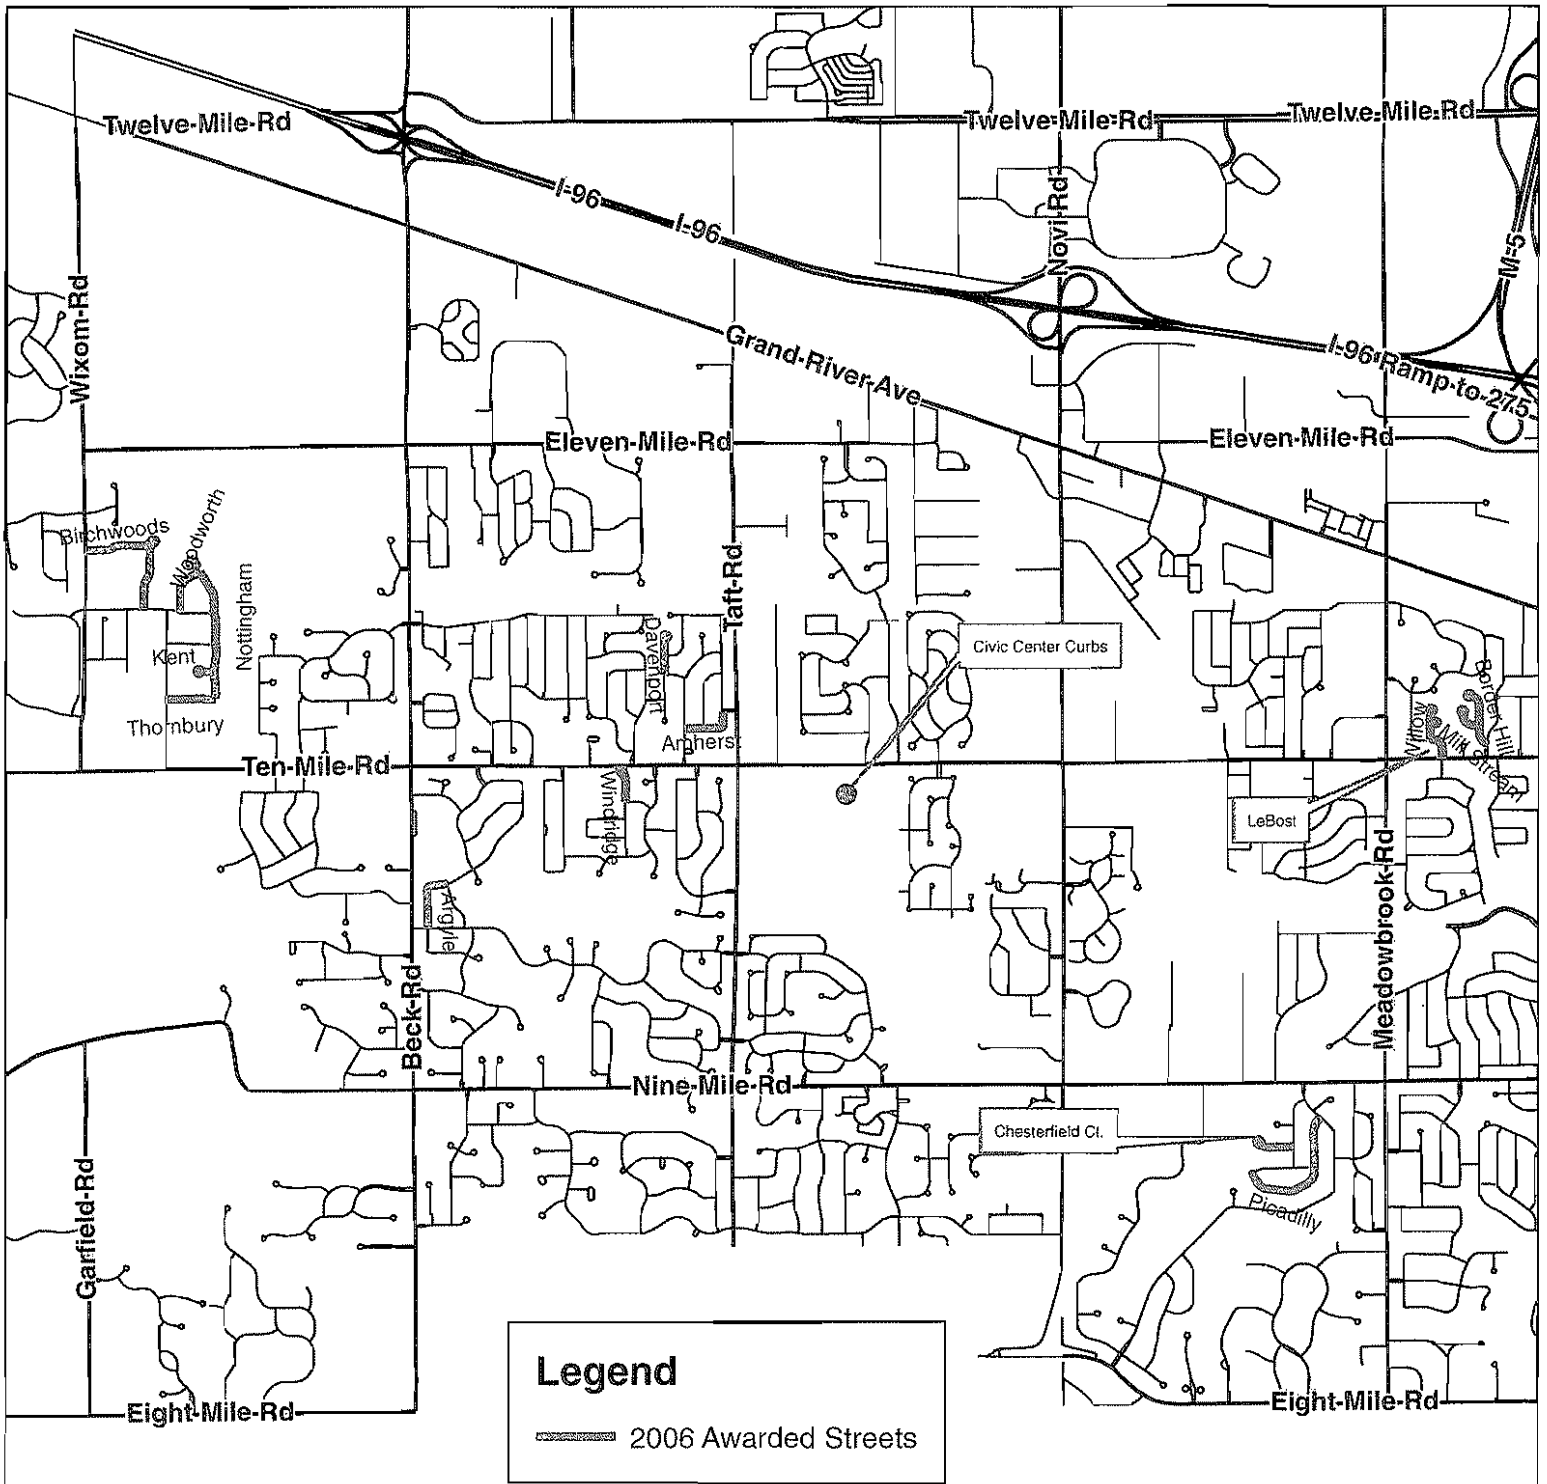 Twelve-Mile-Rd
Twelve-Mile-Rd
Twelve-Mile-Rd
I-96
I-96
Novi-Rd
M-5
Wixom-Rd
Grand-River-Ave
I-96 Ramp-to-275
Eleven-Mile-Rd
Eleven-Mile-Rd
Birchwoods
Woodworth
Nottingham
Taft-Rd
Davenport
Civic Center Curbs
Kent
Thornbury
Amherst
Border Hill
Willow
Milk Stream
Ten-Mile-Rd
Windridge
LeBost
Meadowbrook-Rd
Argyle
Beck-Rd
Nine-Mile-Rd
Chesterfield Ct.
Garfield-Rd
Picadilly
Legend
2006 Awarded Streets
Eight-Mile-Rd
Eight-Mile-Rd